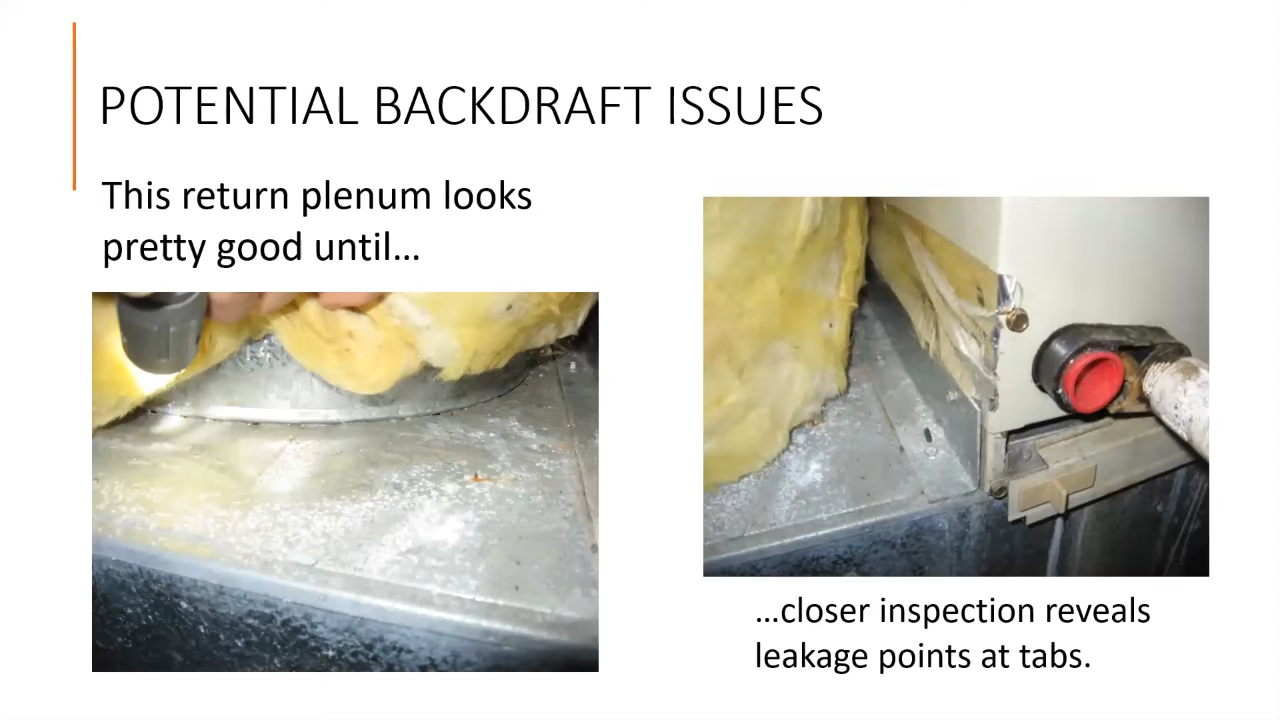 POTENTIAL BACKDRAFT ISSUES
This return plenum looks
pretty good until…
…closer inspection reveals
leakage points at tabs.